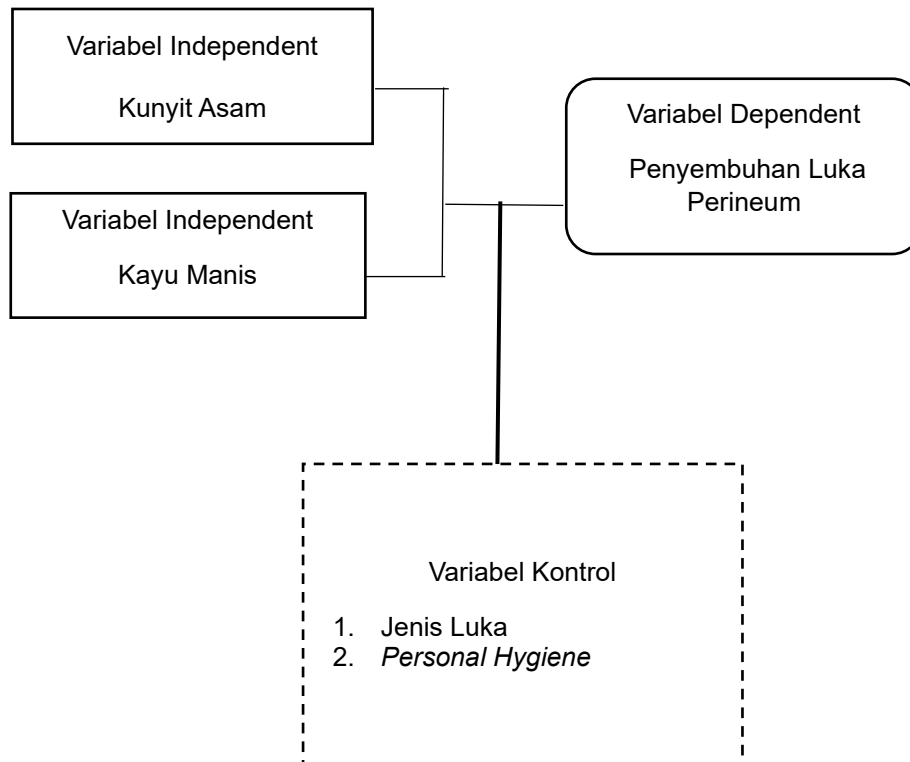 Variabel Independent
Kunyit Asam
Variabel Independent
Kayu Manis
Variabel Dependent
Penyembuhan Luka
Perineum
Variabel Kontrol
1. Jenis Luka
2. Personal Hygiene